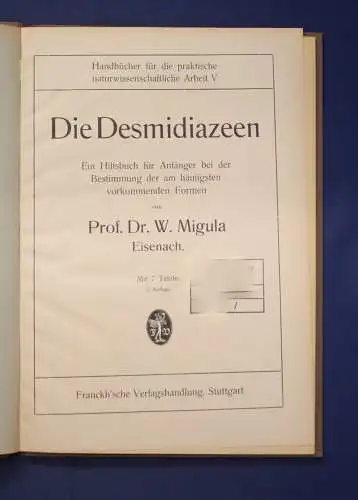 Handbücher für die praktische
naturwissenschaftliche Arbeit V
Die Desmidiazeen
Ein Hilfsbuch für Anfänger bei der
Bestimmung der am häufigsten
vorkommenden Formen
von
Prof. Dr. W. Migula
Eisenach.
Mit 7 Tafeln
Franckh'sche Verlagshandlung, Stuttgart